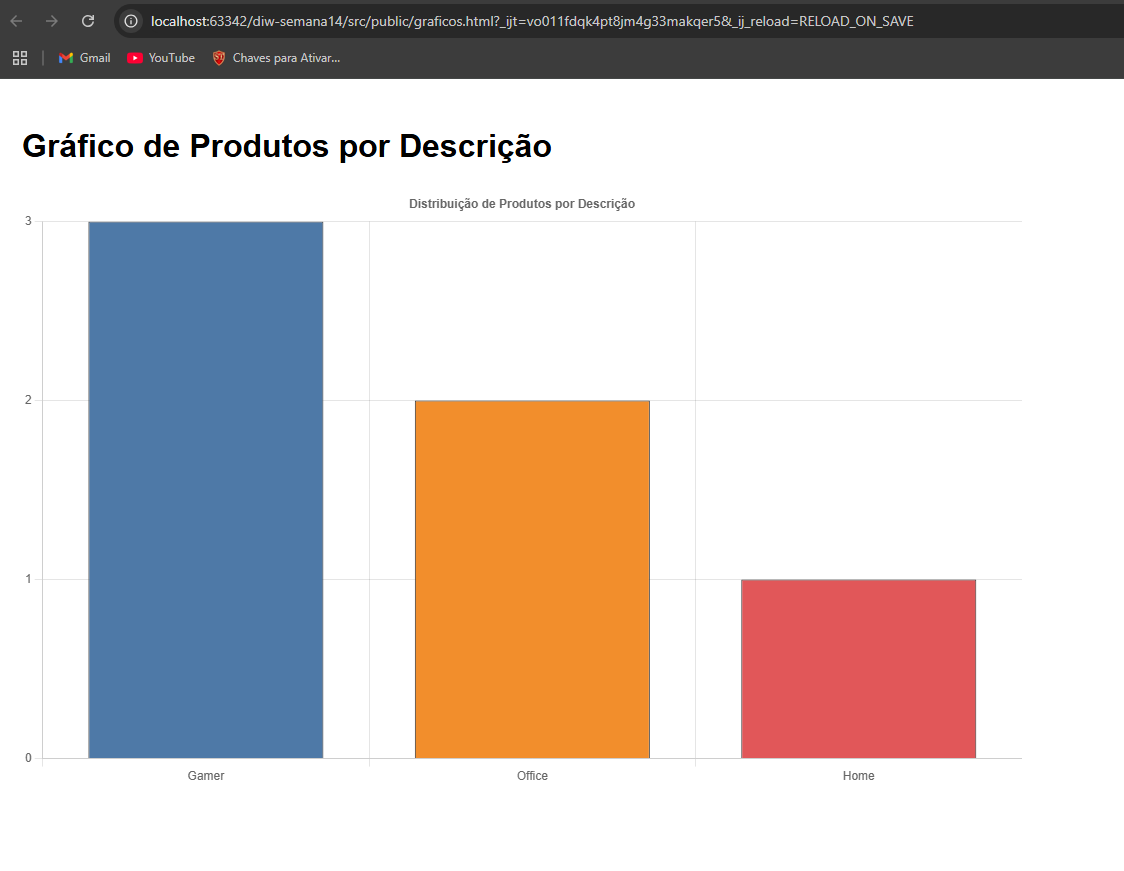 localhost:63342/diw-semana14/src/public/graficos.html?_ijt=vo011fdqk4pt8jm4g33makqer5&_ij_reload=RELOAD_ON_SAVE
Gmail YouTube Chaves para Ativar...
Gráfico de Produtos por Descrição
Distribuição de Produtos por Descrição
3
2
1
0
Gamer Office Home